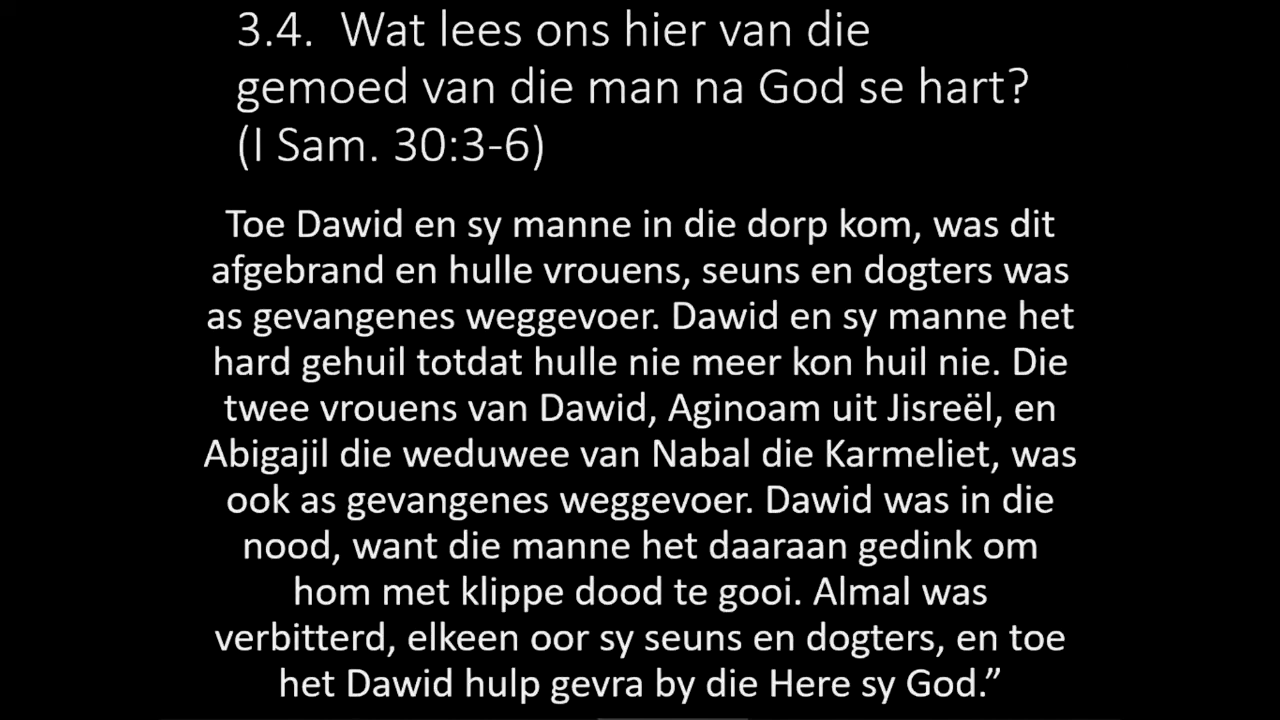 3.4. Wat lees ons hier van die
gemoed van die man na God se hart?
(I Sam. 30:3-6)
Toe Dawid en sy manne in die dorp kom, was dit
afgebrand en hulle vrouens, seuns en dogters was
as gevangenes weggevoer. Dawid en sy manne het
hard gehuil totdat hulle nie meer kon huil nie. Die
twee vrouens van Dawid, Aginoam uit Jisreël, en
Abigajil die weduwee van Nabal die Karmeliet, was
ook as gevangenes weggevoer. Dawid was in die
nood, want die manne het daaraan gedink om
hom met klippe dood te gooi. Almal was
verbitterd, elkeen oor sy seuns en dogters, en toe
het Dawid hulp gevra by die Here sy God.”